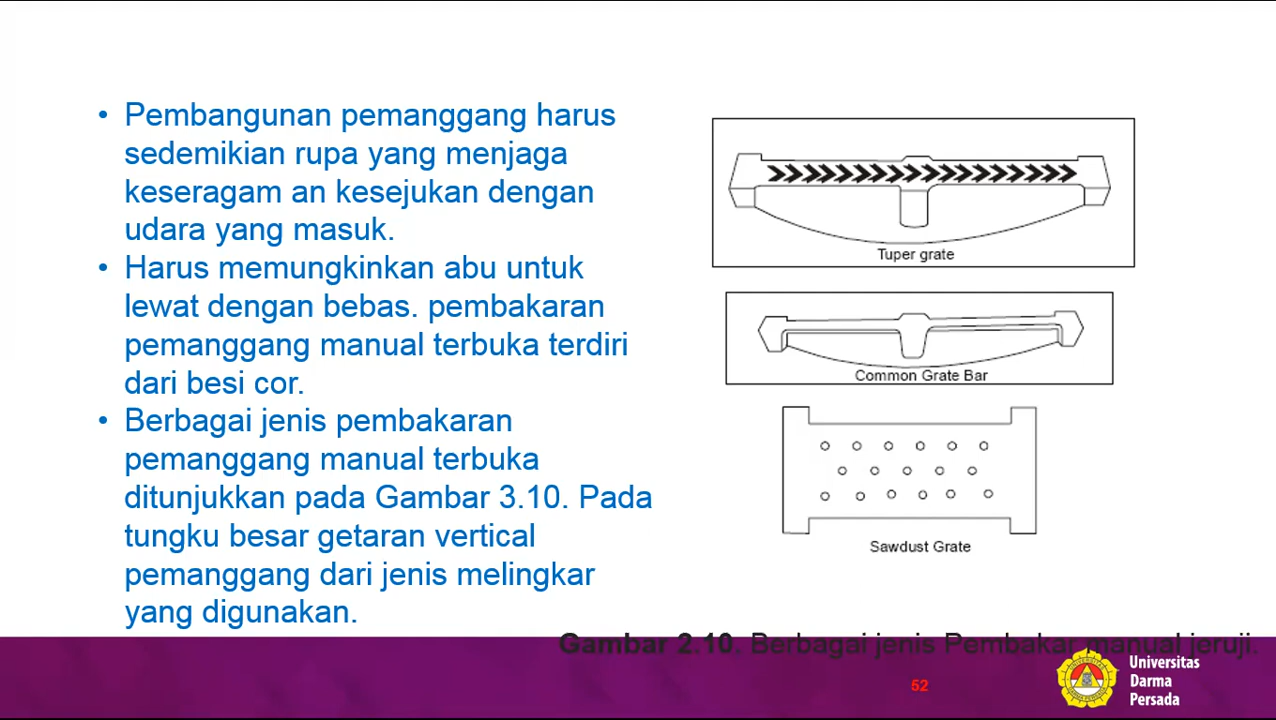 • Pembangunan pemanggang harus
sedemikian rupa yang menjaga
keseragam an kesejukan dengan
udara yang masuk.
• Harus memungkinkan abu untuk
lewat dengan bebas. pembakaran
pemanggang manual terbuka terdiri
dari besi cor.
• Berbagai jenis pembakaran
pemanggang manual terbuka
ditunjukkan pada Gambar 3.10. Pada
tungku besar getaran vertical
pemanggang dari jenis melingkar
yang digunakan.
Tuper grate
Common Grate Bar
Sawdust Grate
Gambar 2.10. Berbagai jenis Pembakar manual jeruji.
52
Universitas
Darma
Persada